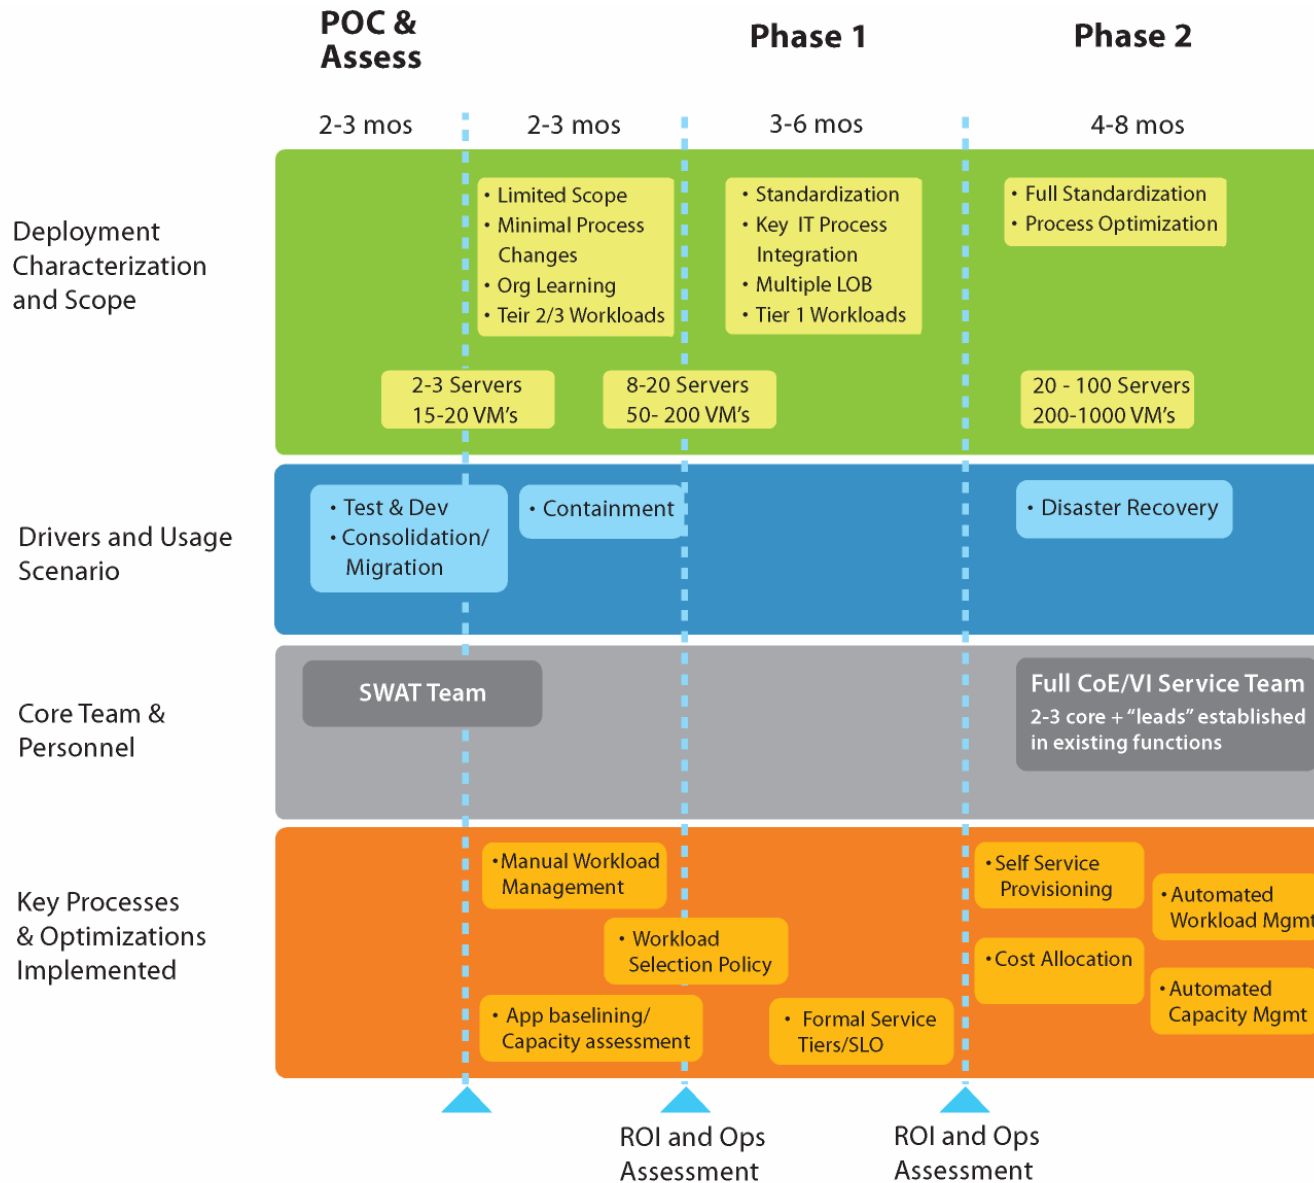 POC &
Assess
Phase 1
Phase 2
2-3 mos
2-3 mos
3-6 mos
4-8 mos
Deployment
Characterization
and Scope
• Limited Scope
• Minimal Process
Changes
• Org Learning
• Teir 2/3 Workloads
• Standardization
• Key IT Process
Integration
• Multiple LOB
• Tier 1 Workloads
• Full Standardization
• Process Optimization
2-3 Servers
15-20 VM's
8-20 Servers
50- 200 VM's
20 - 100 Servers
200-1000 VM's
Drivers and Usage
Scenario
• Test & Dev
• Consolidation/
Migration
• Containment
• Disaster Recovery
Core Team &
Personnel
SWAT Team
Full CoE/VI Service Team
2-3 core + “leads” established
in existing functions
Key Processes
& Optimizations
Implemented
• Manual Workload
Management
• Workload
Selection Policy
• App baselining/
Capacity assessment
• Formal Service
Tiers/SLO
• Self Service
Provisioning
• Automated
Workload Mgmt
• Cost Allocation
• Automated
Capacity Mgmt
ROI and Ops
Assessment
ROI and Ops
Assessment